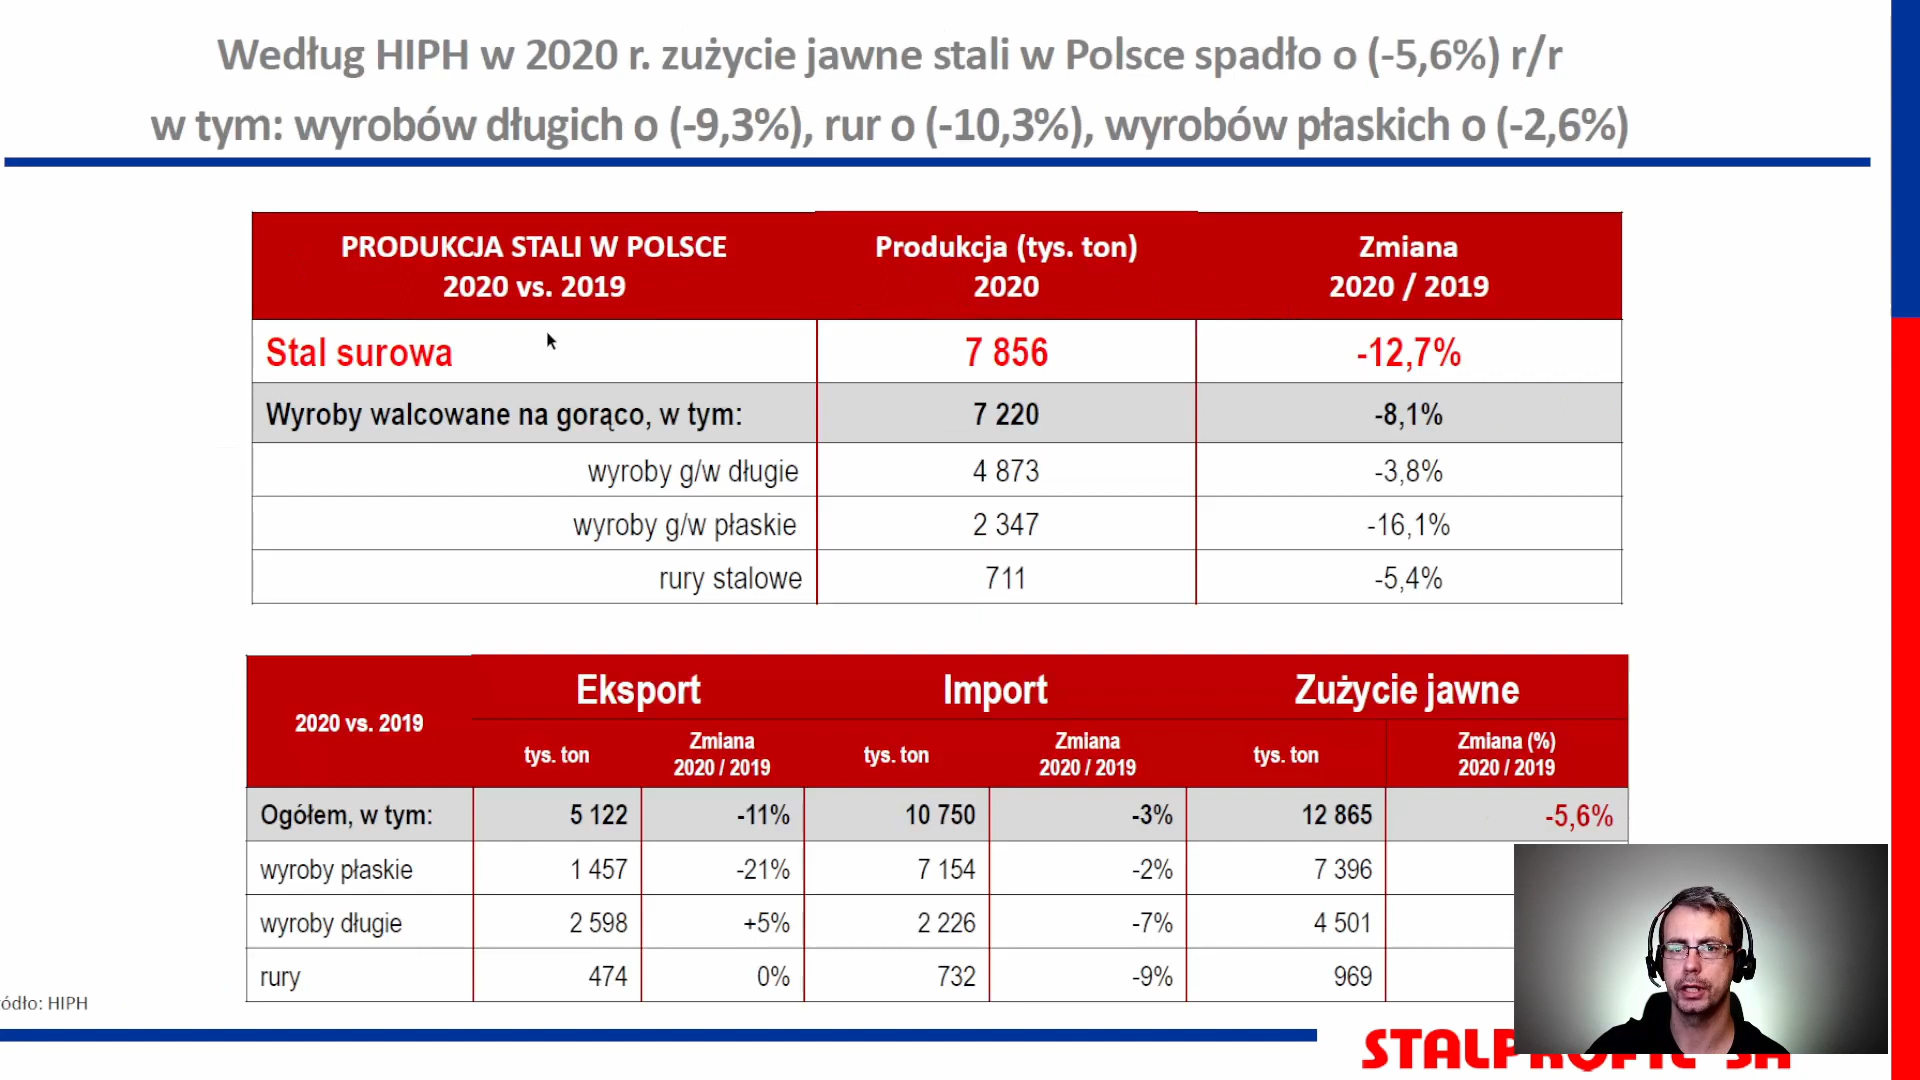 Według HIPH w 2020 r. zużycie jawne stali w Polsce spadło o (-5,6%) r/r
w tym: wyrobów długich o (-9,3%), rur o (-10,3%), wyrobów płaskich o (-2,6%)
PRODUKCJA STALI W POLSCE 2020 vs. 2019 Produkcja (tys. ton) 2020 Zmiana 2020 / 2019
Stal surowa 7 856 -12,7%
Wyroby walcowane na gorąco, w tym: 7 220 -8,1%
wyroby g/w długie 4 873 -3,8%
wyroby g/w płaskie 2 347 -16,1%
rury stalowe 711 -5,4%
2020 vs. 2019 Eksport Import Zużycie jawne
tys. ton Zmiana 2020 / 2019 tys. ton Zmiana 2020 / 2019 tys. ton Zmiana (%) 2020 / 2019
Ogółem, w tym: 5 122 -11% 10 750 -3% 12 865 -5,6%
wyroby płaskie 1 457 -21% 7 154 -2% 7 396
wyroby długie 2 598 +5% 2 226 -7% 4 501
rury 474 0% 732 -9% 969
ródło: HIPH